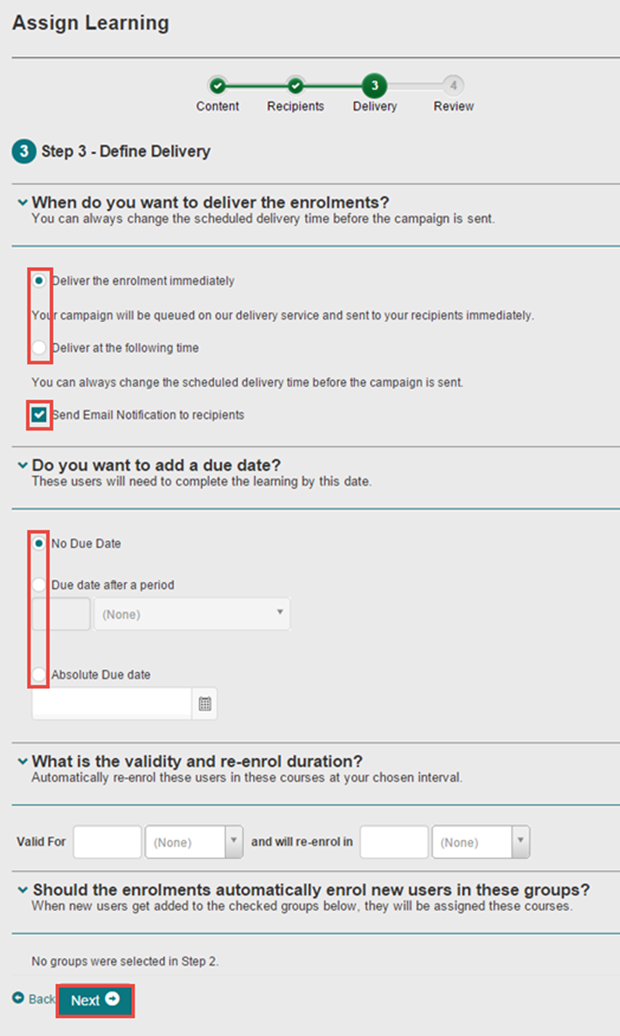 Assign Learning
3
4
Content Recipients Delivery Review
3 Step 3 - Define Delivery
When do you want to deliver the enrolments?
You can always change the scheduled delivery time before the campaign is sent.
Deliver the enrolment immediately
Your campaign will be queued on our delivery service and sent to your recipients immediately.
Deliver at the following time
You can always change the scheduled delivery time before the campaign is sent.
Send Email Notification to recipients
Do you want to add a due date?
These users will need to complete the learning by this date.
No Due Date
Due date after a period
(None)
Absolute Due date
What is the validity and re-enrol duration?
Automatically re-enrol these users in these courses at your chosen interval.
Valid For (None) and will re-enrol in (None)
Should the enrolments automatically enrol new users in these groups?
When new users get added to the checked groups below, they will be assigned these courses.
No groups were selected in Step 2.
Back Next